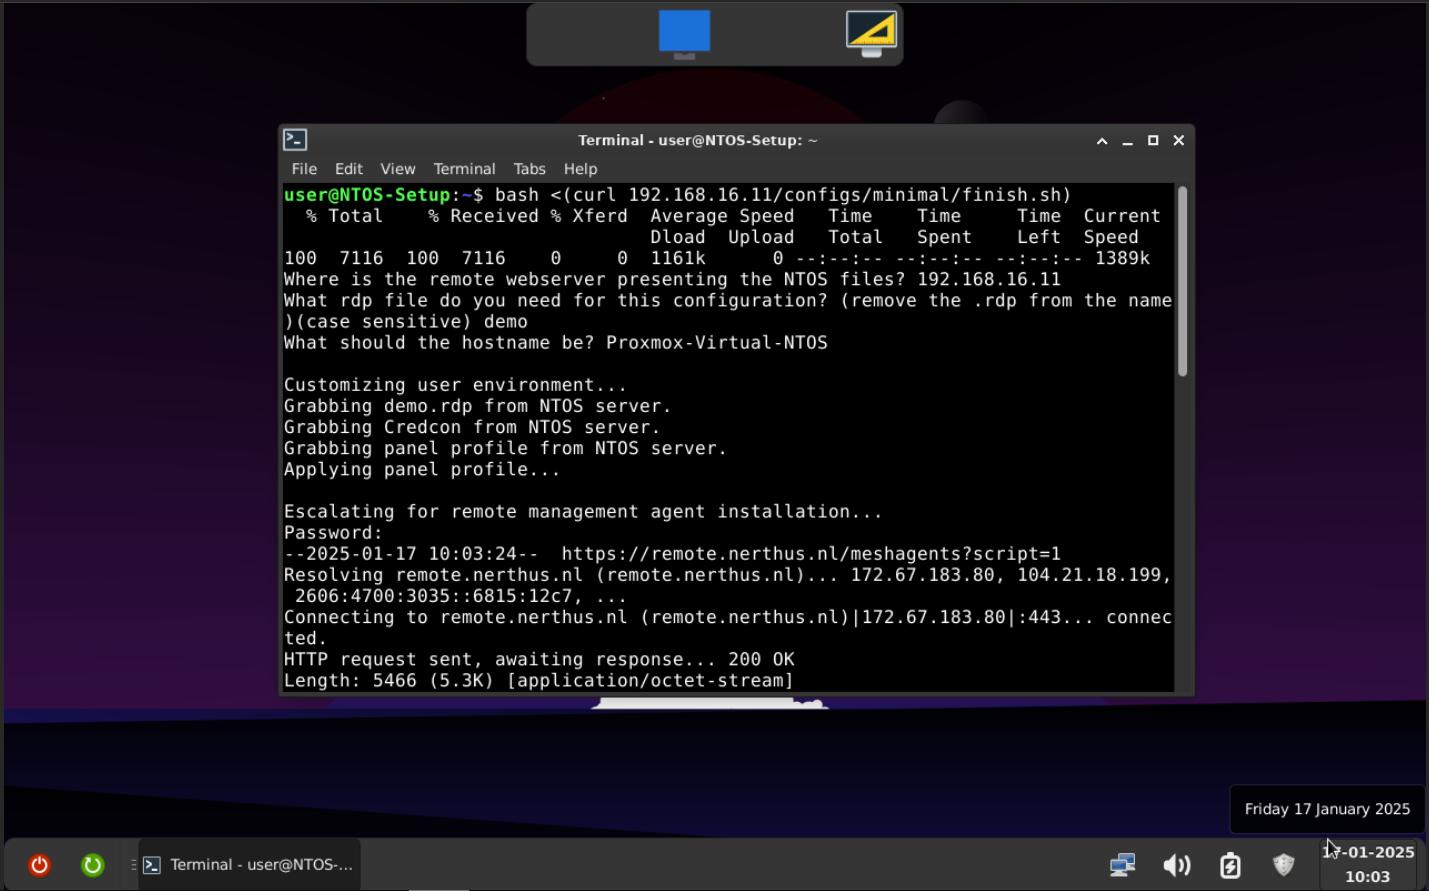 Terminal - user@NTOS-Setup: ~
File Edit View Terminal Tabs Help
user@NTOS-Setup:~$ bash <(curl 192.168.16.11/configs/minimal/finish.sh)
  % Total    % Received % Xferd  Average Speed   Time    Time     Time  Current
                                 Dload  Upload   Total   Spent    Left  Speed
100  7116  100  7116    0     0  1161k      0 --:--:-- --:--:-- --:--:-- 1389k
Where is the remote webserver presenting the NTOS files? 192.168.16.11
What rdp file do you need for this configuration? (remove the .rdp from the name
)(case sensitive) demo
What should the hostname be? Proxmox-Virtual-NTOS
Customizing user environment...
Grabbing demo.rdp from NTOS server.
Grabbing Credcon from NTOS server.
Grabbing panel profile from NTOS server.
Applying panel profile...
Escalating for remote management agent installation...
Password:
--2025-01-17 10:03:24--  https://remote.nerthus.nl/meshagents?script=1
Resolving remote.nerthus.nl (remote.nerthus.nl)... 172.67.183.80, 104.21.18.199,
 2606:4700:3035::6815:12c7, ...
Connecting to remote.nerthus.nl (remote.nerthus.nl)|172.67.183.80|:443... connec
ted.
HTTP request sent, awaiting response... 200 OK
Length: 5466 (5.3K) [application/octet-stream]
Friday 17 January 2025
Terminal - user@NTOS-...
17-01-2025
10:03